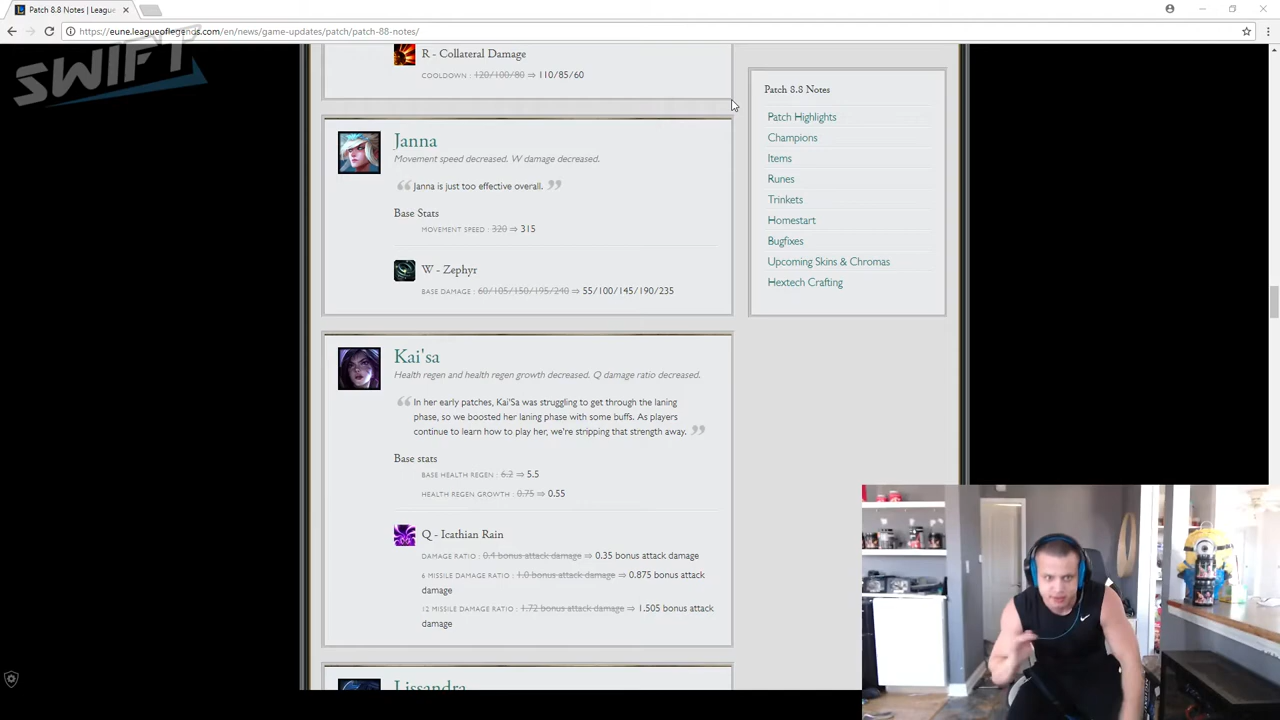 Patch 8.8 Notes | Leagu
https://eune.leagueoflegends.com/en/news/game-updates/patch/patch-88-notes/
SWIFT
R - Collateral Damage
COOLDOWN : 120/100/80 ⇒ 110/85/60
Janna
Movement speed decreased. W damage decreased.
Janna is just too effective overall.
Base Stats
MOVEMENT SPEED : 320 ⇒ 315
W - Zephyr
BASE DAMAGE : 60/105/150/195/240 ⇒ 55/100/145/190/235
Kai'sa
Health regen and health regen growth decreased. Q damage ratio decreased.
In her early patches, Kai'Sa was struggling to get through the laning
phase, so we boosted her laning phase with some buffs. As players
continue to learn how to play her, we're stripping that strength away.
Base stats
BASE HEALTH REGEN : 6.2 ⇒ 5.5
HEALTH REGEN GROWTH : 0.75 ⇒ 0.55
Q - Icathian Rain
DAMAGE RATIO : 0.4 bonus attack damage ⇒ 0.35 bonus attack damage
6 MISSILE DAMAGE RATIO : 1.0 bonus attack damage ⇒ 0.875 bonus attack
damage
12 MISSILE DAMAGE RATIO : 1.72 bonus attack damage ⇒ 1.505 bonus attack
damage
Lissandra
Patch 8.8 Notes
Patch Highlights
Champions
Items
Runes
Trinkets
Homestart
Bugfixes
Upcoming Skins & Chromas
Hextech Crafting